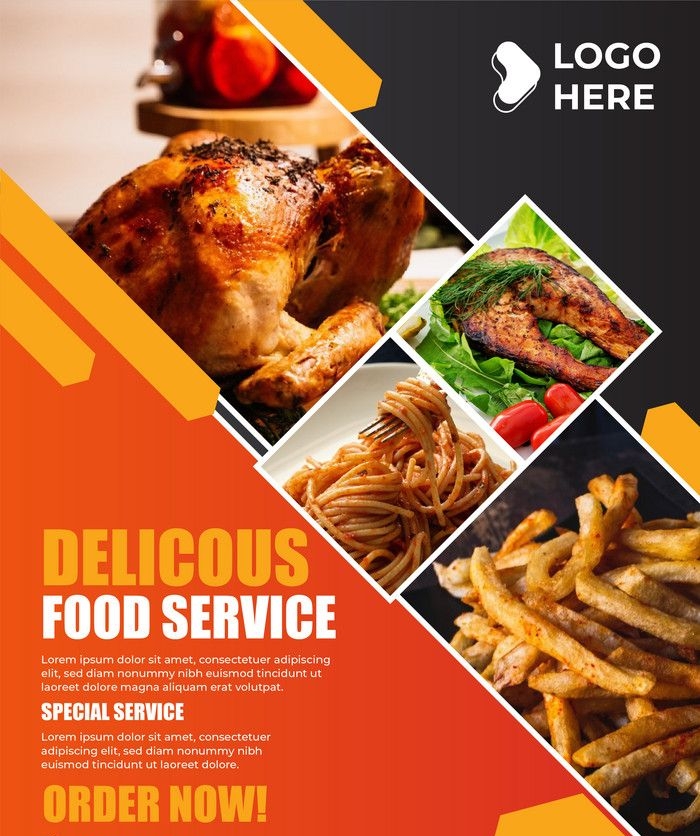 LOGO
HERE
DELICOUS
FOOD SERVICE
Lorem ipsum dolor sit amet, consectetuer adipiscing
elit, sed diam nonummy nibh euismod tincidunt ut
laoreet dolore magna aliquam erat volutpat.
SPECIAL SERVICE
Lorem ipsum dolor sit amet, consectetuer
adipiscing elit, sed diam nonummy nibh
euismod tincidunt ut laoreet dolore.
ORDER NOW!